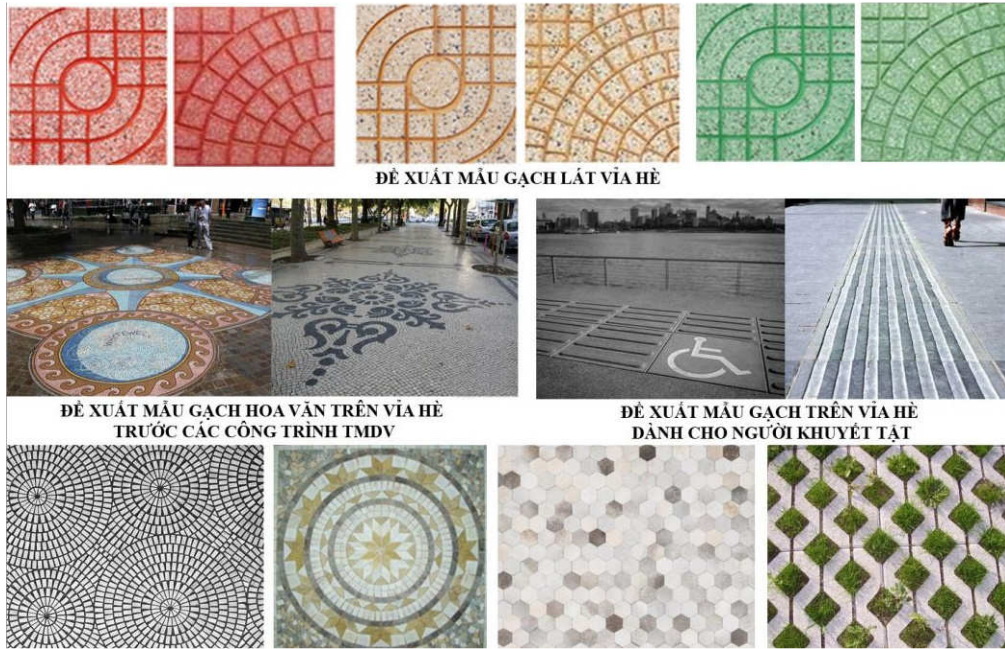 ĐỀ XUẤT MẪU GẠCH LÁT VỈA HÈ
ĐỀ XUẤT MẪU GẠCH HOA VĂN TRÊN VỈA HÈ
TRƯỚC CÁC CÔNG TRÌNH TMDV
ĐỀ XUẤT MẪU GẠCH TRÊN VỈA HÈ
DÀNH CHO NGƯỜI KHUYẾT TẬT